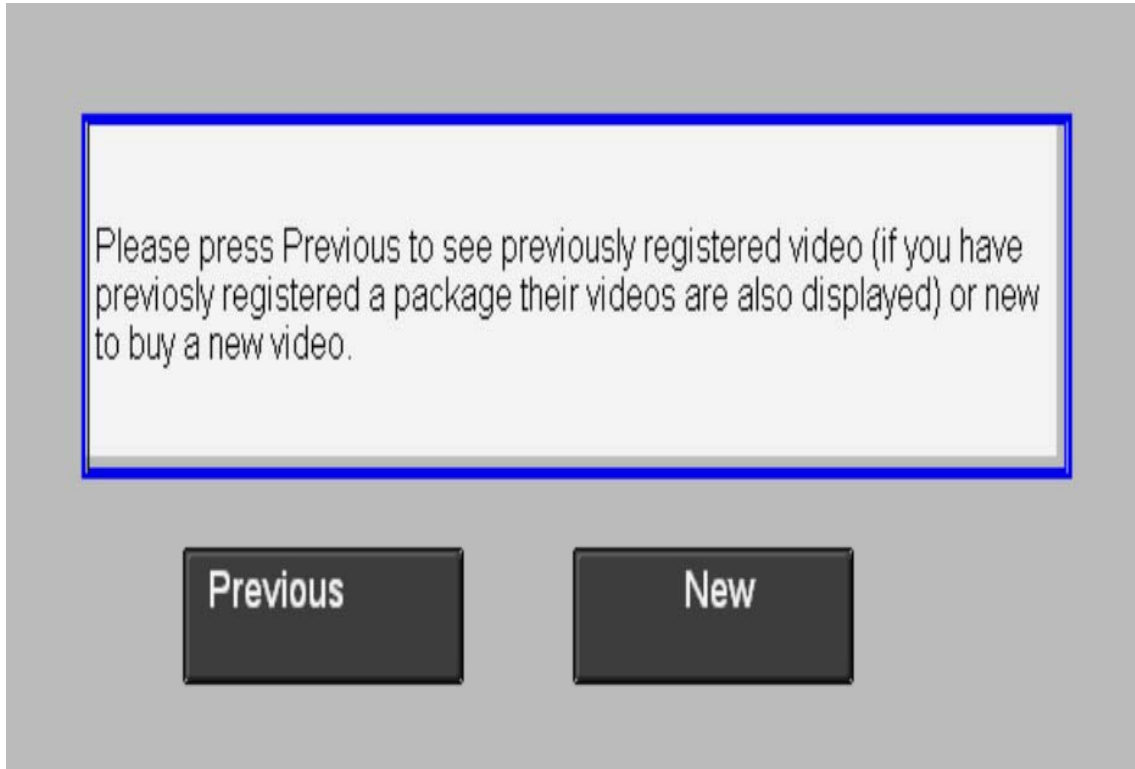 Please press Previous to see previously registered video (if you have
previosly registered a package their videos are also displayed) or new
to buy a new video.
Previous
New